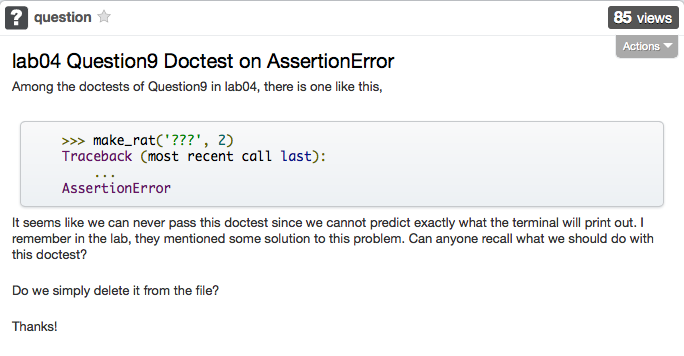 ? question
85 views
Actions
lab04 Question9 Doctest on AssertionError
Among the doctests of Question9 in lab04, there is one like this,
>>> make_rat('???', 2)
Traceback (most recent call last):
...
AssertionError
It seems like we can never pass this doctest since we cannot predict exactly what the terminal will print out. I
remember in the lab, they mentioned some solution to this problem. Can anyone recall what we should do with
this doctest?
Do we simply delete it from the file?
Thanks!